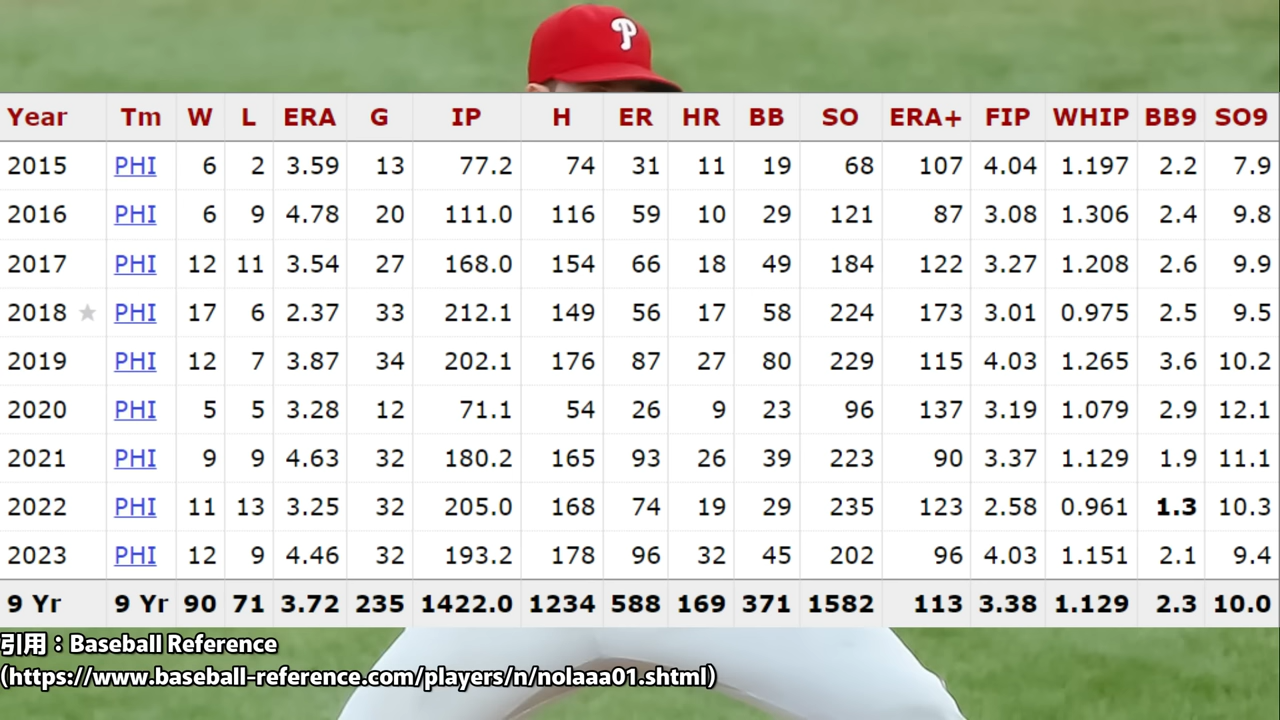 P
Year Tm W L ERA G IP H ER HR BB SO ERA+ FIP WHIP BB9 SO9
2015 PHI 6 2 3.59 13 77.2 74 31 11 19 68 107 4.04 1.197 2.2 7.9
2016 PHI 6 9 4.78 20 111.0 116 59 10 29 121 87 3.08 1.306 2.4 9.8
2017 PHI 12 11 3.54 27 168.0 154 66 18 49 184 122 3.27 1.208 2.6 9.9
2018 ★ PHI 17 6 2.37 33 212.1 149 56 17 58 224 173 3.01 0.975 2.5 9.5
2019 PHI 12 7 3.87 34 202.1 176 87 27 80 229 115 4.03 1.265 3.6 10.2
2020 PHI 5 5 3.28 12 71.1 54 26 9 23 96 137 3.19 1.079 2.9 12.1
2021 PHI 9 9 4.63 32 180.2 165 93 26 39 223 90 3.37 1.129 1.9 11.1
2022 PHI 11 13 3.25 32 205.0 168 74 19 29 235 123 2.58 0.961 1.3 10.3
2023 PHI 12 9 4.46 32 193.2 178 96 32 45 202 96 4.03 1.151 2.1 9.4
9 Yr 9 Yr 90 71 3.72 235 1422.0 1234 588 169 371 1582 113 3.38 1.129 2.3 10.0
引用：Baseball Reference
(https://www.baseball-reference.com/players/n/nolaaa01.shtml)